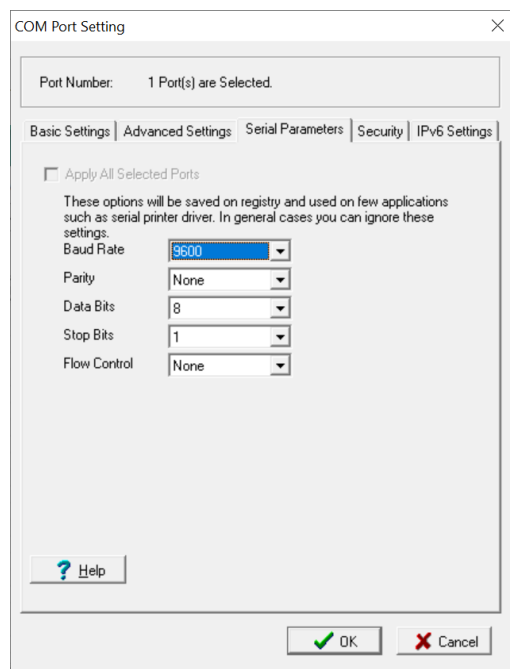 COM Port Setting
Port Number: 1 Port(s) are Selected.
Basic Settings Advanced Settings Serial Parameters Security IPv6 Settings
Apply All Selected Ports
These options will be saved on registry and used on few applications
such as serial printer driver. In general cases you can ignore these
settings.
Baud Rate 9600
Parity None
Data Bits 8
Stop Bits 1
Flow Control None
? Help
OK Cancel